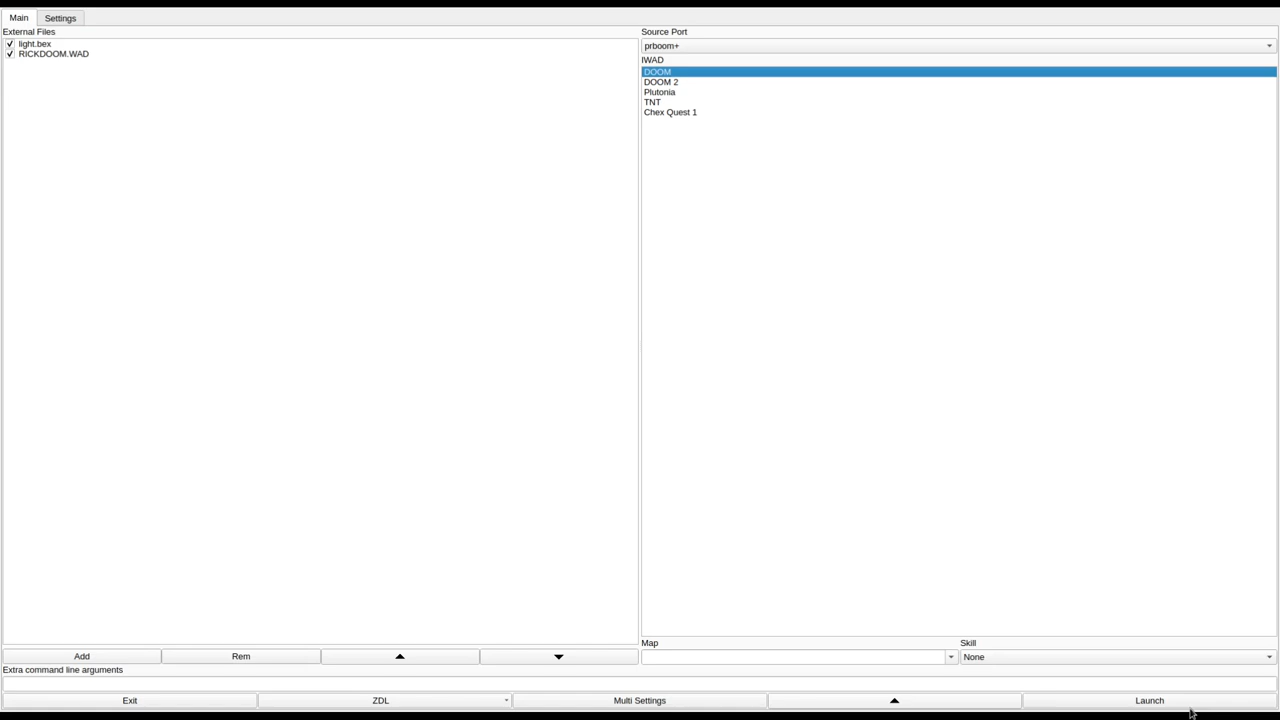 Main
Settings
External Files
light.bex
RICKDOOM.WAD
Source Port
prboom+
IWAD
DOOM
DOOM 2
Plutonia
TNT
Chex Quest 1
Map
Skill
None
Add
Rem
Extra command line arguments
Exit
ZDL
Multi Settings
Launch